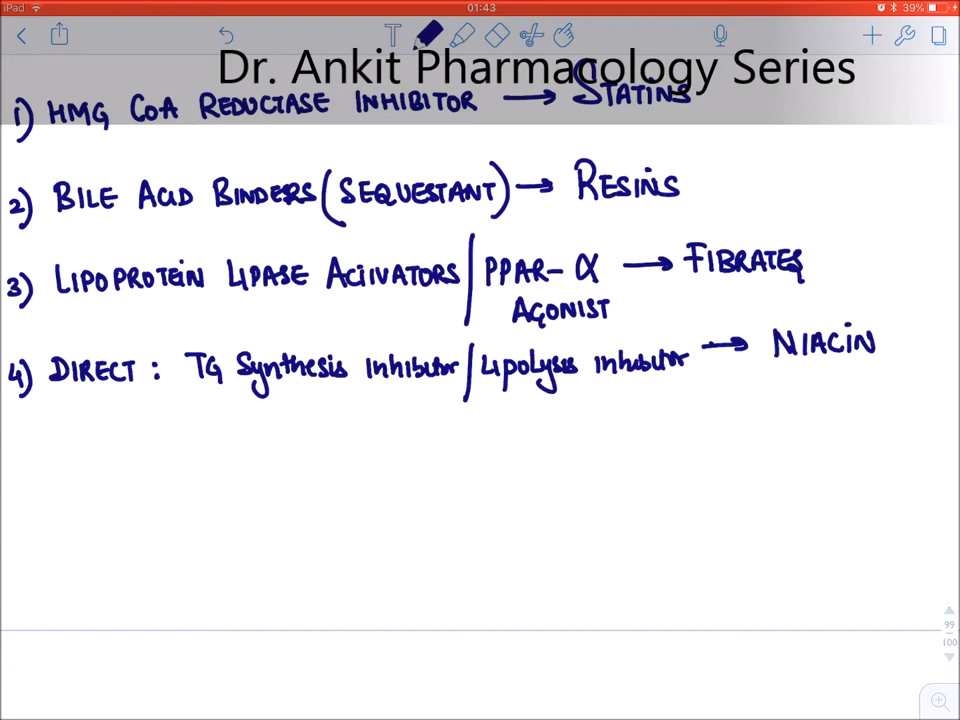 iPad 01:43 39%
T
Dr. Ankit Pharmacology Series
1) HMG COA REDUCTASE INHIBITOR → STATINS
2) BILE ACID BINDERS (SEQUESTANT) → RESINS
3) LIPOPROTEIN LIPASE ACTIVATORS / PPAR-α → FIBRATES
AGONIST
4) DIRECT : TG Synthesis Inhibitor / Lipolysis Inhibitor → NIACIN
99
100